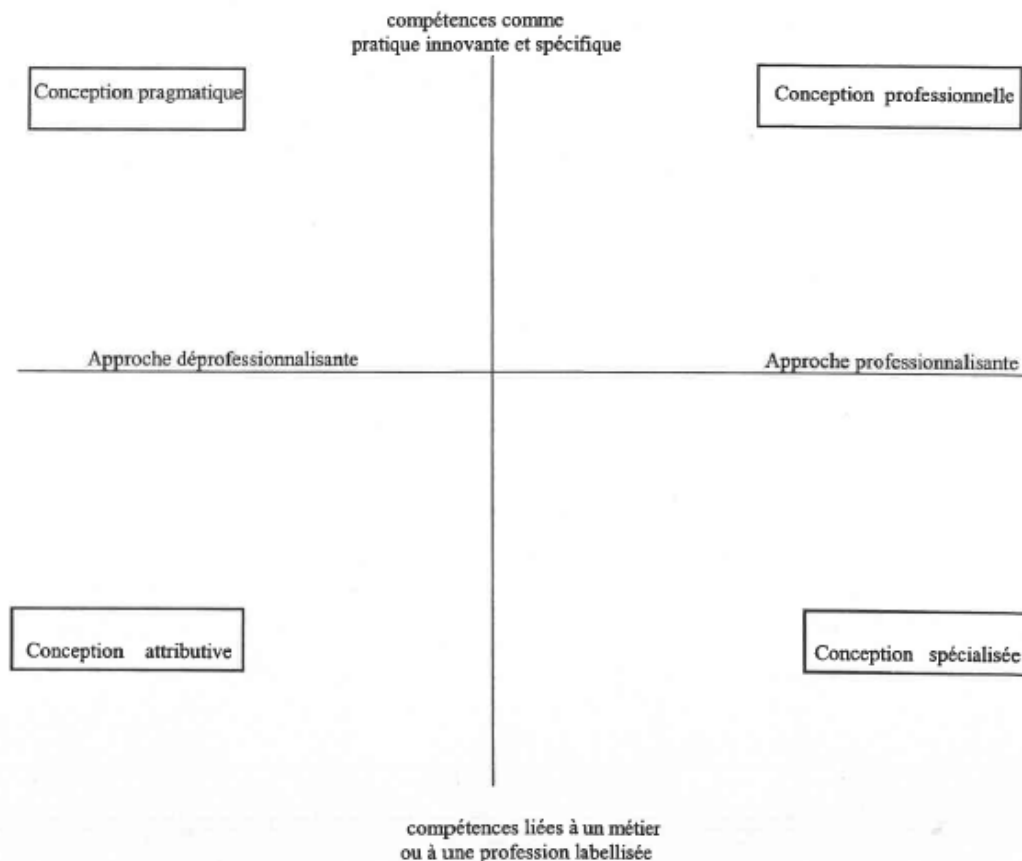 compétences comme
pratique innovante et spécifique
Conception pragmatique
Conception professionnelle
Approche déprofessionnalisante
Approche professionnalisante
Conception attributive
Conception spécialisée
compétences liées à un métier
ou à une profession labellisée